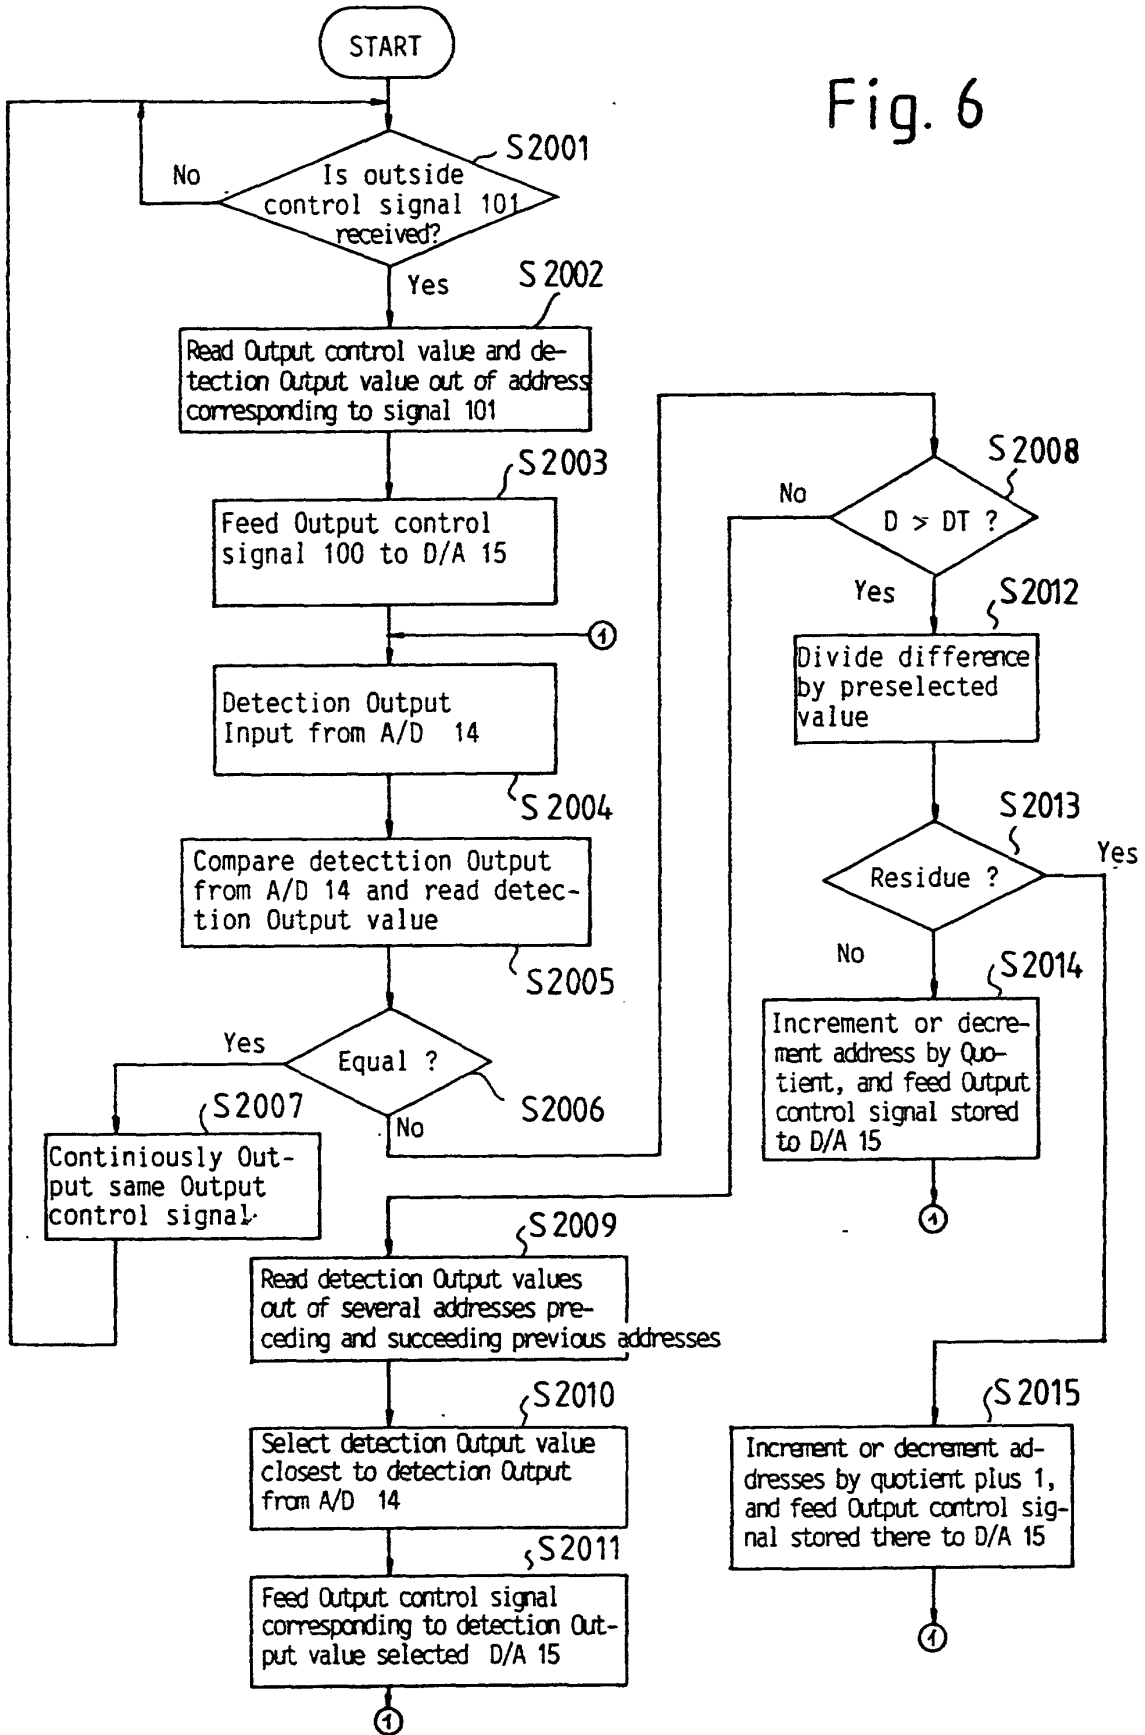 START
Fig. 6
S2001
No
Is outside
control signal 101
received?
Yes
S2002
Read Output control value and de-
tection Output value out of address
corresponding to signal 101
S2003
Feed Output control
signal 100 to D/A 15
1
Detection Output
Input from A/D 14
S2004
Compare detecttion Output
from A/D 14 and read detec-
tion Output value
S2005
Yes
Equal ?
S2006
No
S2007
Continiously Out-
put same Output
control signal
S2008
No
D > DT ?
Yes
S2012
Divide difference
by preselected
value
S2013
Yes
Residue ?
No
S2014
Increment or decre-
ment address by Quo-
tient, and feed Output
control signal stored
to D/A 15
1
S2009
Read detection Output values
out of several addresses pre-
ceding and succeeding previous addresses
S2010
Select detection Output value
closest to detection Output
from A/D 14
S2011
Feed Output control signal
corresponding to detection Out-
put value selected D/A 15
1
S2015
Increment or decrement ad-
dresses by quotient plus 1,
and feed Output control sig-
nal stored there to D/A 15
1